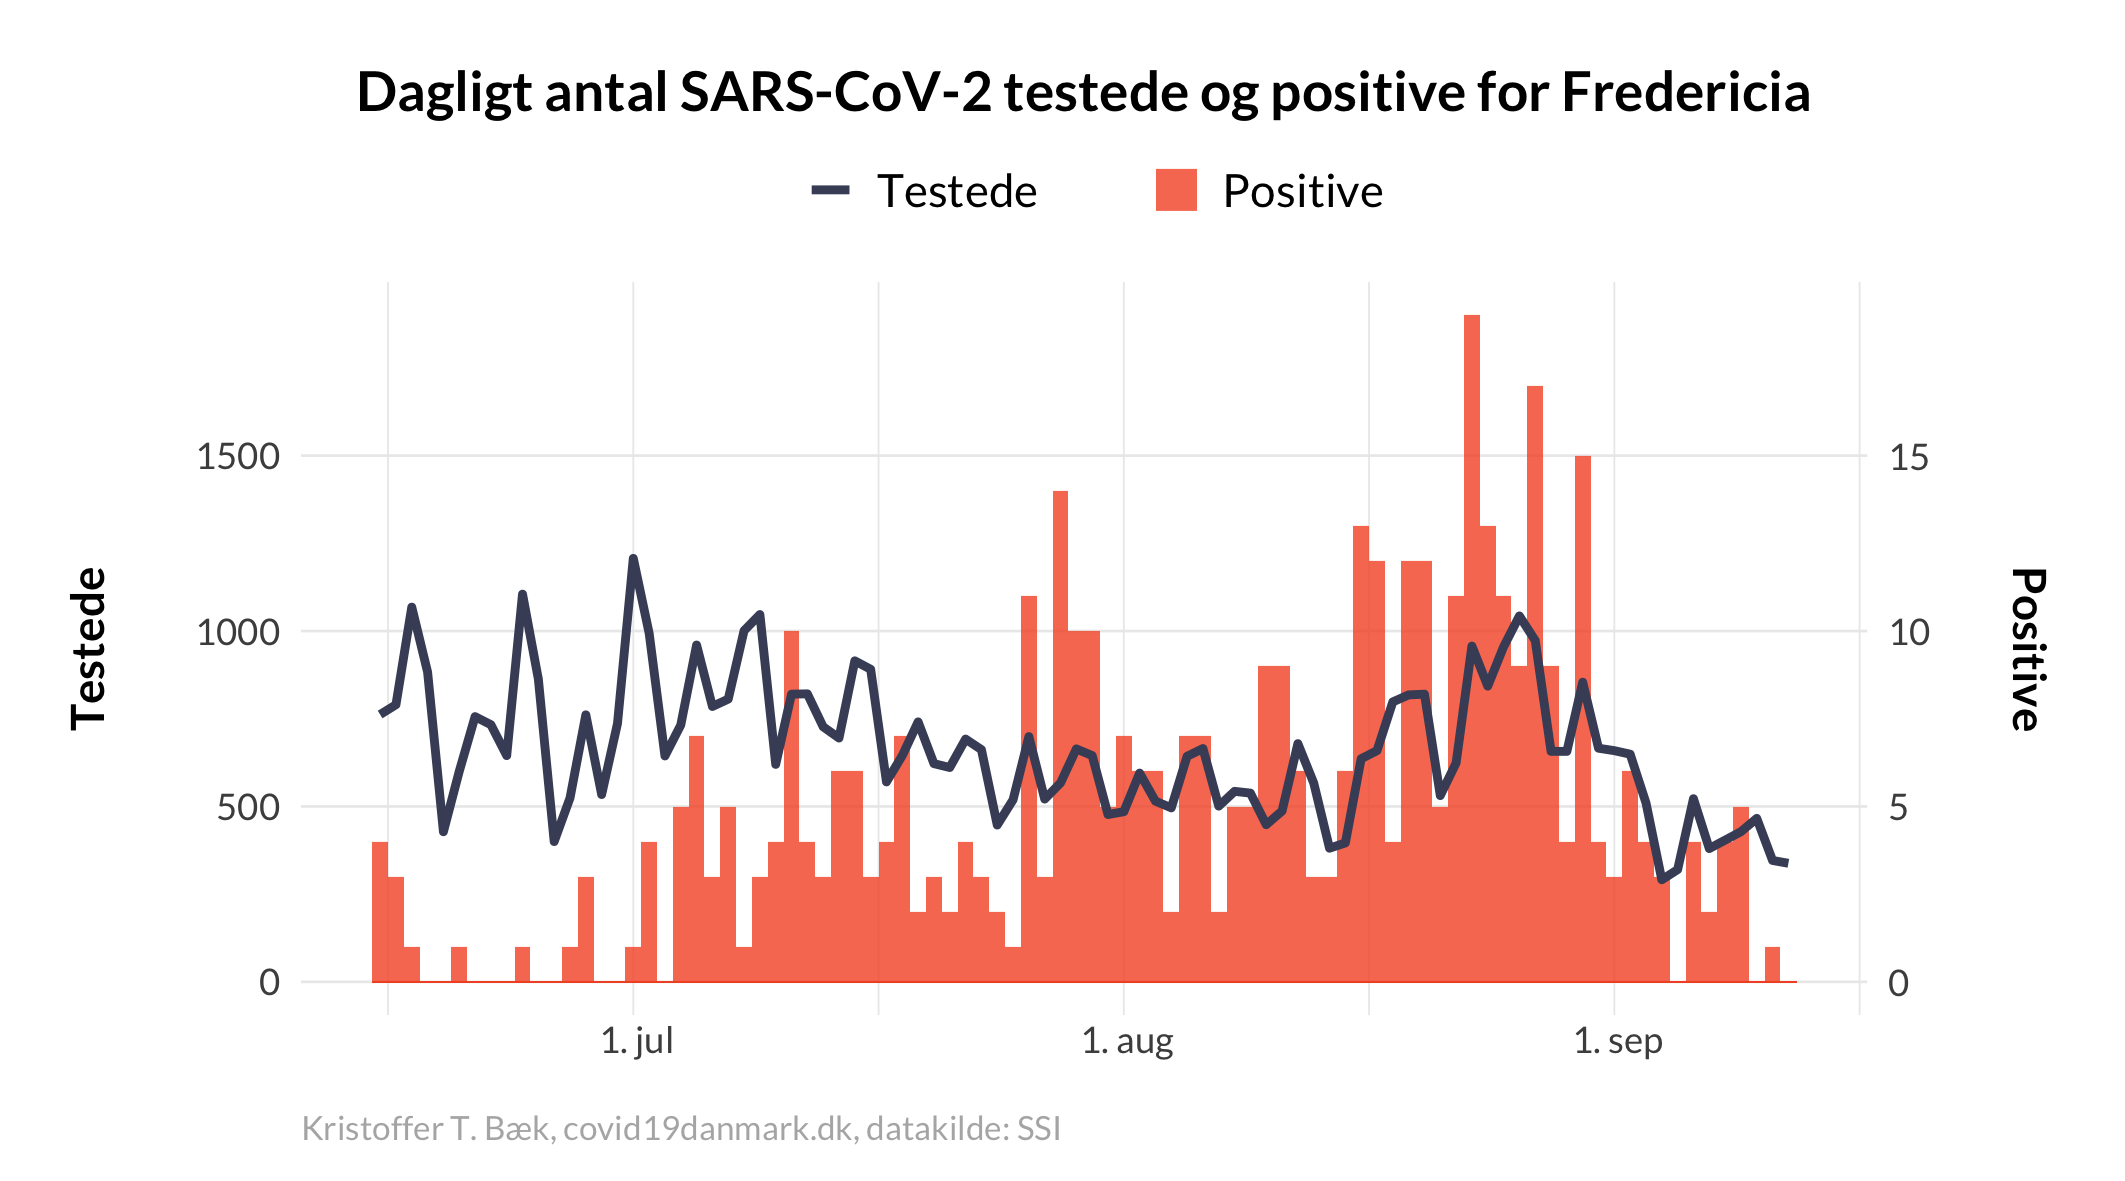 Dagligt antal SARS-CoV-2 testede og positive for Fredericia
Testede
Positive
Testede
1500
1000
500
0
15
10
5
0
Positive
1. jul
1. aug
1. sep
Kristoffer T. Bæk, covid19danmark.dk, datakilde: SSI